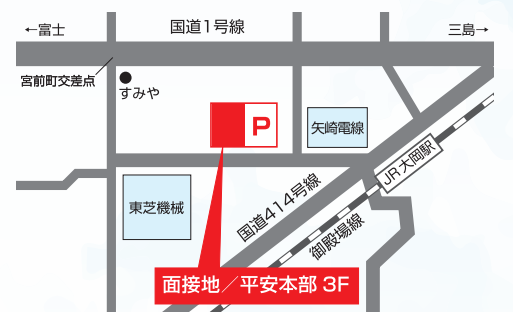 ←富士
国道1号線
三島→
宮前町交差点
すみや
P
矢崎電線
JR大岡駅
東芝機械
国道414号線
御殿場線
面接地／平安本部 3F